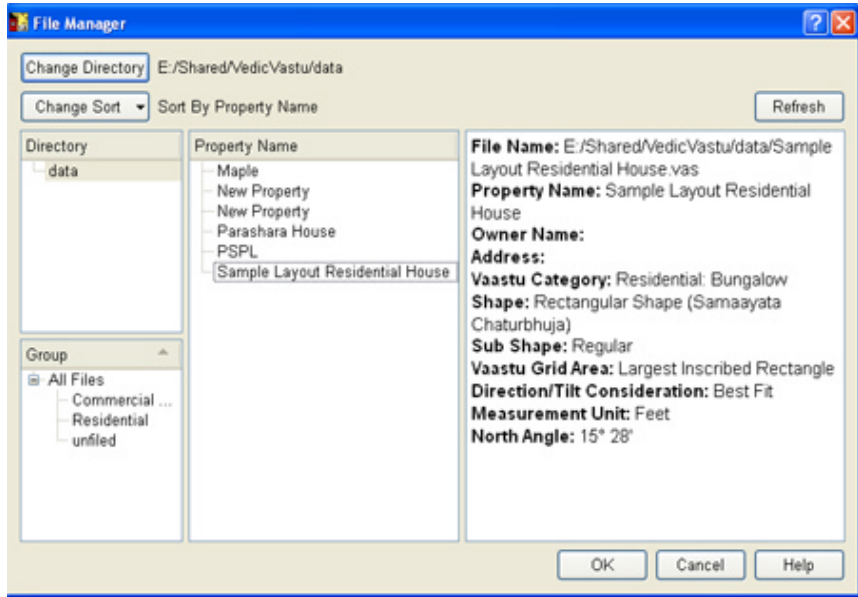 File Manager
Change Directory E:/Shared/VedicVastu/data
Change Sort Sort By Property Name
Refresh
Directory
data
Group
All Files
Commercial ...
Residential
unfiled
Property Name
Maple
New Property
New Property
Parashara House
PSPL
Sample Layout Residential House
File Name: E:/Shared/VedicVastu/data/Sample
Layout Residential House.vas
Property Name: Sample Layout Residential
House
Owner Name:
Address:
Vaastu Category: Residential: Bungalow
Shape: Rectangular Shape (Samaayata
Chaturbhuja)
Sub Shape: Regular
Vaastu Grid Area: Largest Inscribed Rectangle
Direction/Tilt Consideration: Best Fit
Measurement Unit: Feet
North Angle: 15° 28'
OK Cancel Help